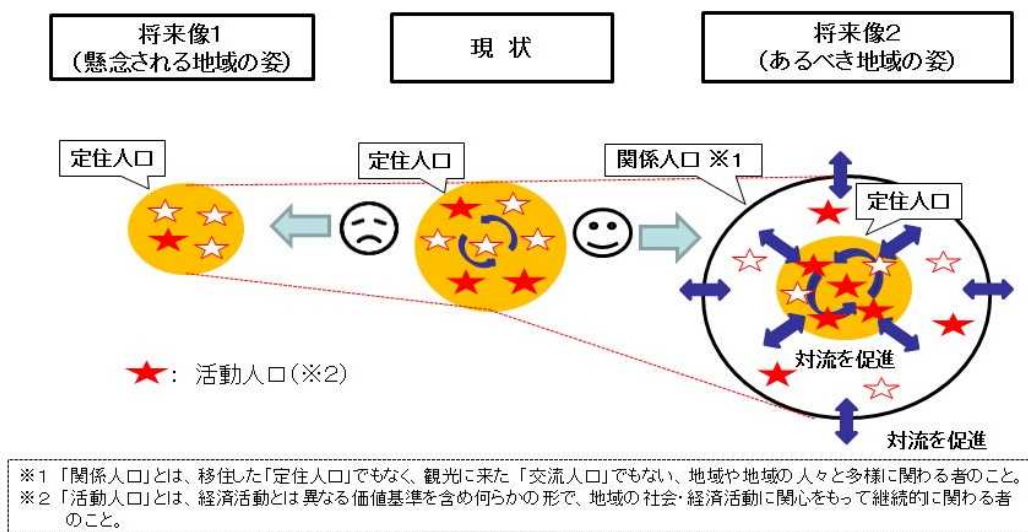 将来像1
(懸念される地域の姿)
現 状
将来像2
(あるべき地域の姿)
定住人口
定住人口
関係人口 ※1
定住人口
対流を促進
★: 活動人口(※2)
対流を促進
※1 「関係人口」とは、移住した「定住人口」でもなく、観光に来た「交流人口」でもない、地域や地域の人々と多様に関わる者のこと。
※2 「活動人口」とは、経済活動とは異なる価値基準を含め何らかの形で、地域の社会・経済活動に関心をもって継続的に関わる者
のこと。